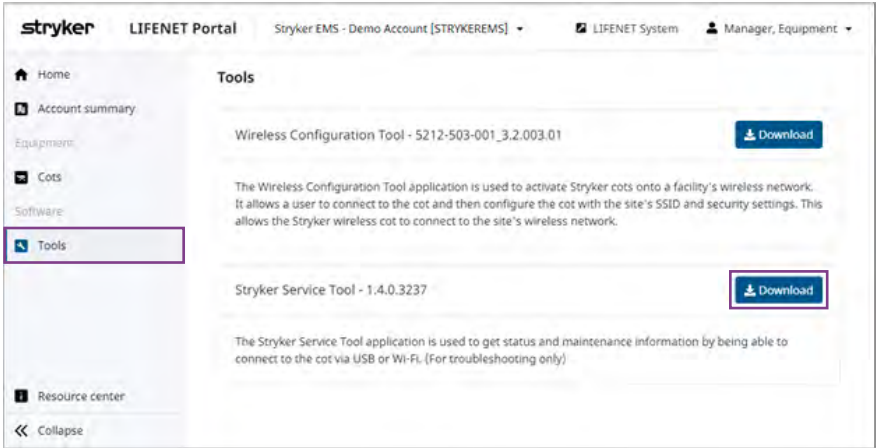 stryker LIFENET Portal Stryker EMS - Demo Account [STRYKEREMS] LIFENET System Manager, Equipment
Home
Account summary
Equipment
Cots
Software
Tools
Resource center
Collapse
Tools
Wireless Configuration Tool - 5212-503-001_3.2.003.01 Download
The Wireless Configuration Tool application is used to activate Stryker cots onto a facility's wireless network.
It allows a user to connect to the cot and then configure the cot with the site's SSID and security settings. This
allows the Stryker wireless cot to connect to the site's wireless network.
Stryker Service Tool - 1.4.0.3237 Download
The Stryker Service Tool application is used to get status and maintenance information by being able to
connect to the cot via USB or Wi-Fi. (For troubleshooting only)